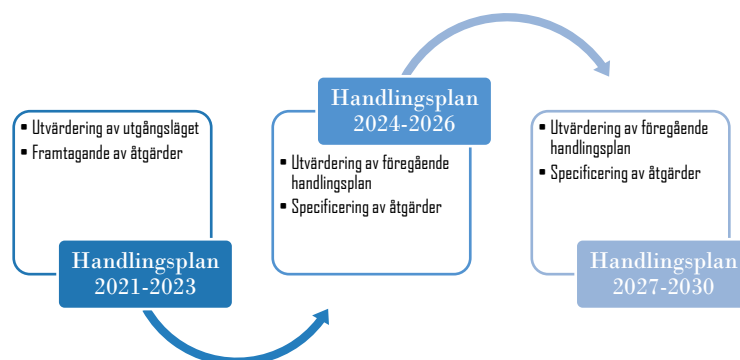 ▪ Utvärdering av utgångsläget
▪ Framtagande av åtgärder
Handlingsplan
2021-2023
Handlingsplan
2024-2026
▪ Utvärdering av föregående
handlingsplan
▪ Specificering av åtgärder
▪ Utvärdering av föregående
handlingsplan
▪ Specificering av åtgärder
Handlingsplan
2027-2030